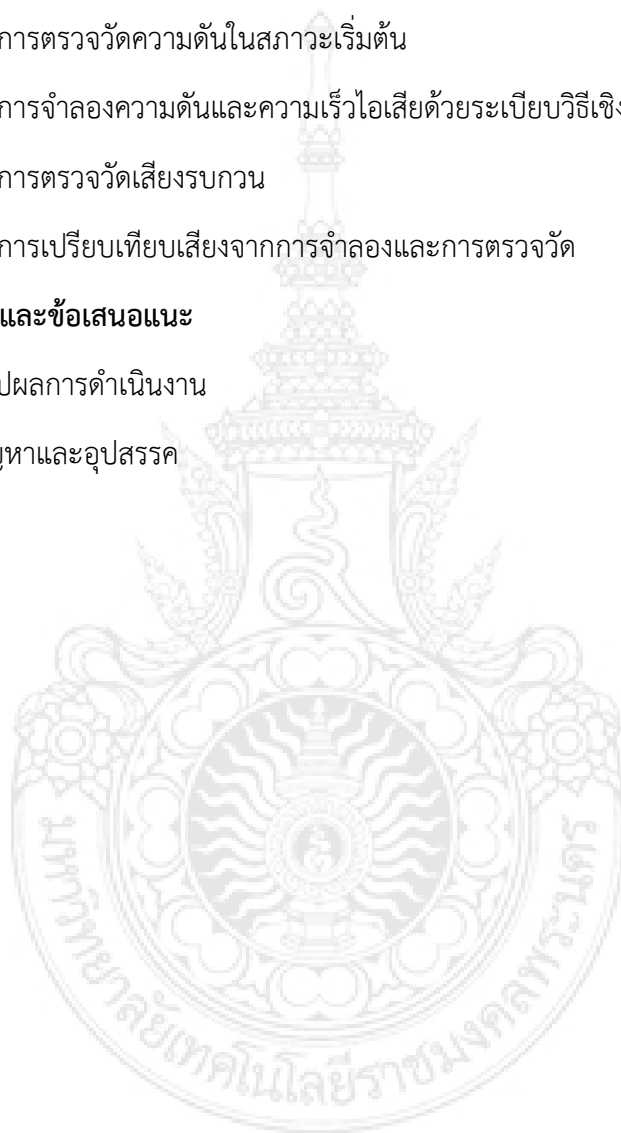 การตรวจวัดความดันในสภาวะเริ่มต้น
การจำลองความดันและความเร็วไอเสียด้วยระเบียบวิธีเชิง
การตรวจวัดเสียงรบกวน
การเปรียบเทียบเสียงจากการจำลองและการตรวจวัด
และข้อเสนอแนะ
ปผลการดำเนินงาน
ญหาและอุปสรรค
มหาวิทยาลัยเทคโนโลยีราชมงคลพระนคร